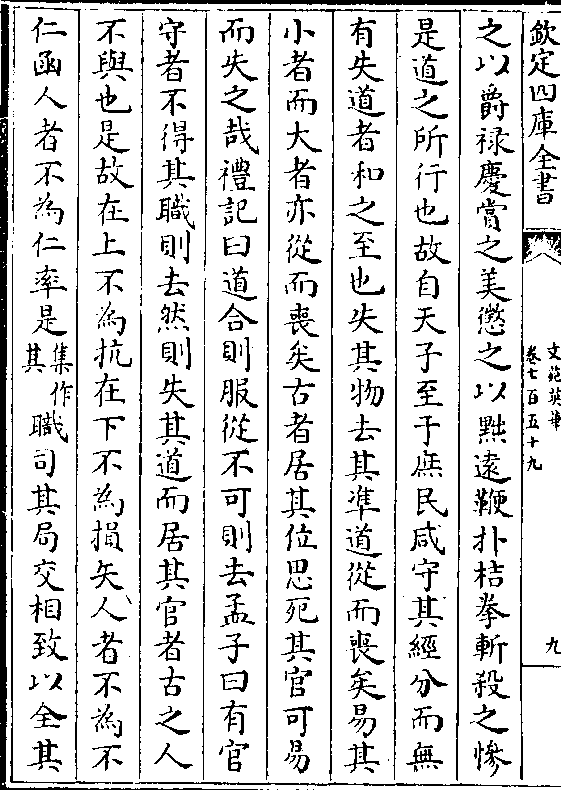 欽定四庫全書
文苑英華
卷七百五十九
九
之以爵禄慶賞之美懲之以黜遠鞭扑梏拳斬殺之慘
是道之所行也故自天子至于庶民咸守其經分而無
有失道者和之至也失其物去其準道從而喪矣易其
小者而大者亦從而喪矣古者居其位思死其官可易
而失之哉禮記曰道合則服從不可則去孟子曰有官
守者不得其職則去然則失其道而居其官者古之人
不與也是故在上不為抗在下不為損矢人者不為不
仁函人者不為仁率是集作其職司其局交相致以全其